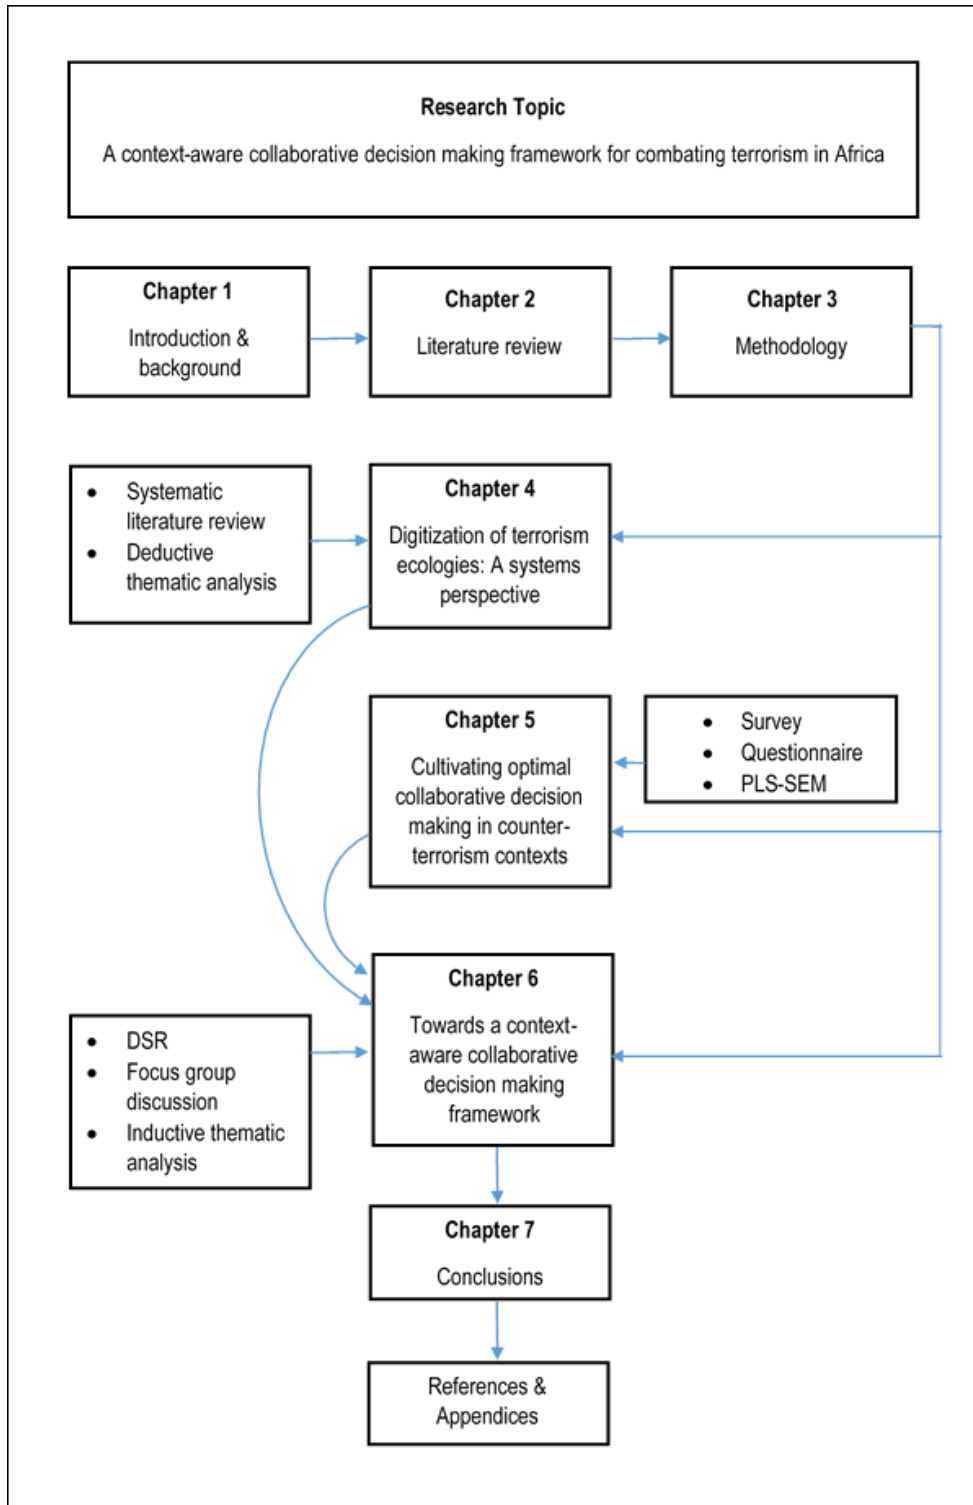 Research Topic
A context-aware collaborative decision making framework for combating terrorism in Africa
Chapter 1
Introduction &
background
Chapter 2
Literature review
Chapter 3
Methodology
• Systematic
literature review
• Deductive
thematic analysis
Chapter 4
Digitization of terrorism
ecologies: A systems
perspective
Chapter 5
Cultivating optimal
collaborative decision
making in counter-
terrorism contexts
• Survey
• Questionnaire
• PLS-SEM
Chapter 6
Towards a context-
aware collaborative
decision making
framework
• DSR
• Focus group
discussion
• Inductive thematic
analysis
Chapter 7
Conclusions
References &
Appendices